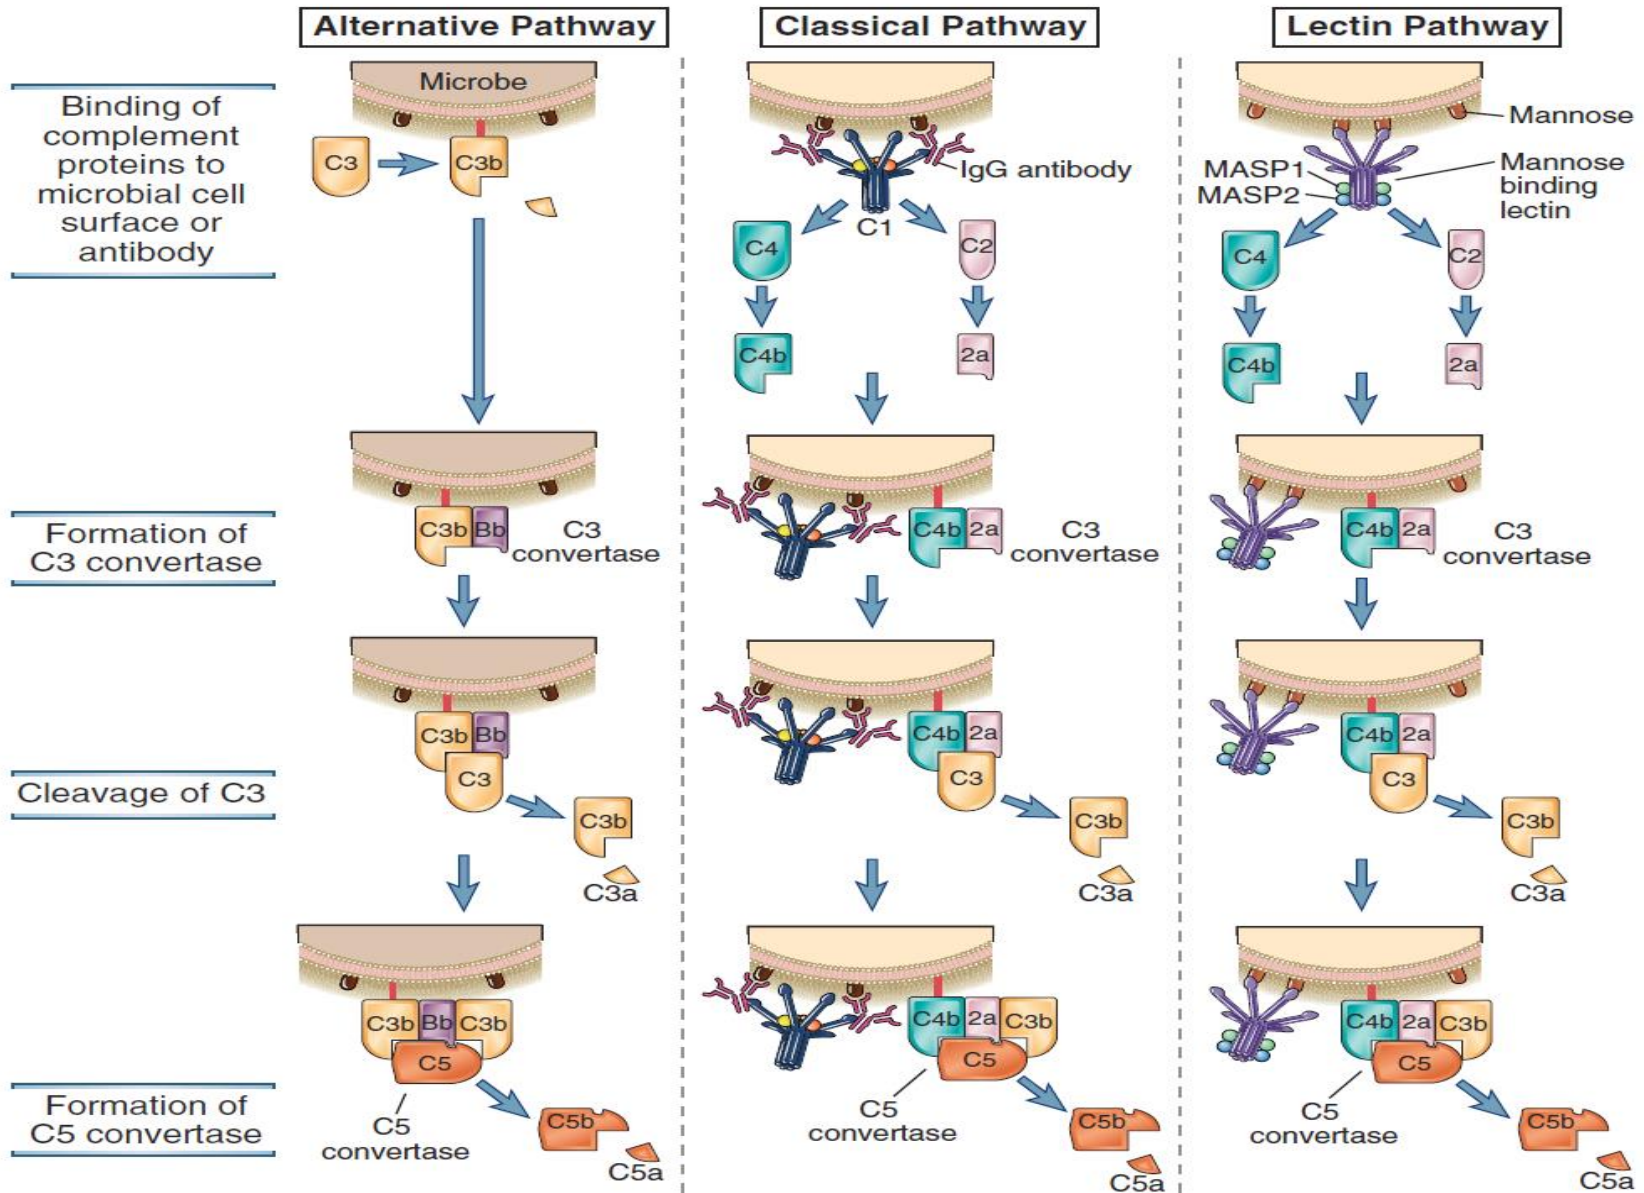 Alternative Pathway
Classical Pathway
Lectin Pathway
Binding of
complement
proteins to
microbial cell
surface or
antibody
Microbe
C3
C3b
IgG antibody
C1
C4
C2
C4b
2a
Mannose
MASP1
MASP2
Mannose
binding
lectin
C4
C2
C4b
2a
Formation of
C3 convertase
C3b
Bb
C3
convertase
C4b
2a
C3
convertase
C4b
2a
C3
convertase
Cleavage of C3
C3b
Bb
C3
C3b
C3a
C4b
2a
C3
C3b
C3a
C4b
2a
C3
C3b
C3a
Formation of
C5 convertase
C3b
Bb
C3b
C5
C5
convertase
C5b
C5a
C4b
2a
C3b
C5
C5
convertase
C5b
C5a
C4b
2a
C3b
C5
C5
convertase
C5b
C5a